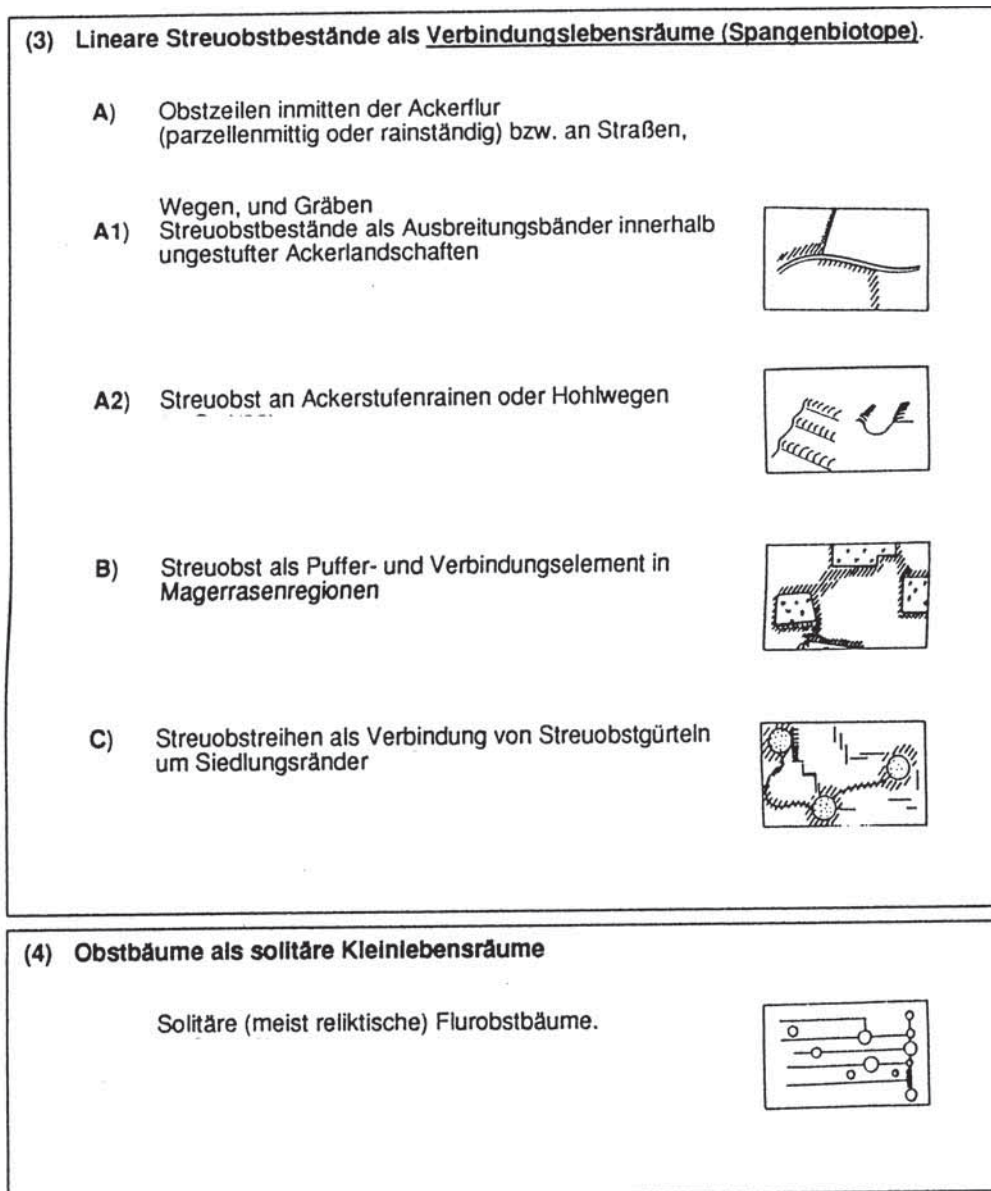 (3) Lineare Streuobstbestände als Verbindungslebensräume (Spangenbiotope).
A) Obstzeilen inmitten der Ackerflur
(parzellenmittig oder rainständig) bzw. an Straßen,
Wegen, und Gräben
A1) Streuobstbestände als Ausbreitungsbänder innerhalb
ungestufter Ackerlandschaften
A2) Streuobst an Ackerstufenrainen oder Hohlwegen
B) Streuobst als Puffer- und Verbindungselement in
Magerrasenregionen
C) Streuobstreihen als Verbindung von Streuobstgürteln
um Siedlungsränder
(4) Obstbäume als solitäre Kleinlebensräume
Solitäre (meist reliktische) Flurobstbäume.